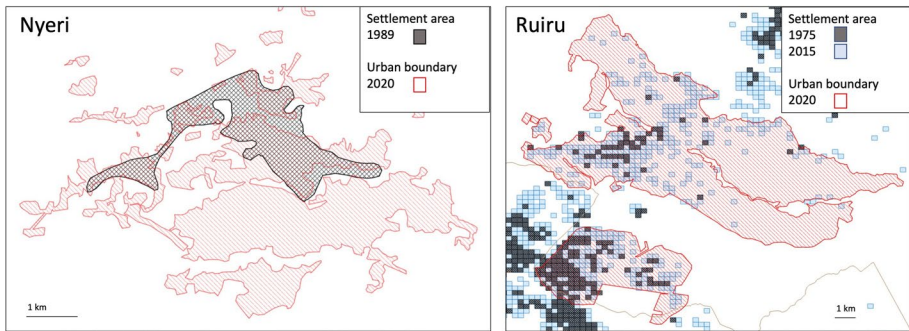 Nyeri
Settlement area
1989
Urban boundary
2020
1 km
Ruiru
Settlement area
1975
2015
Urban boundary
2020
1 km